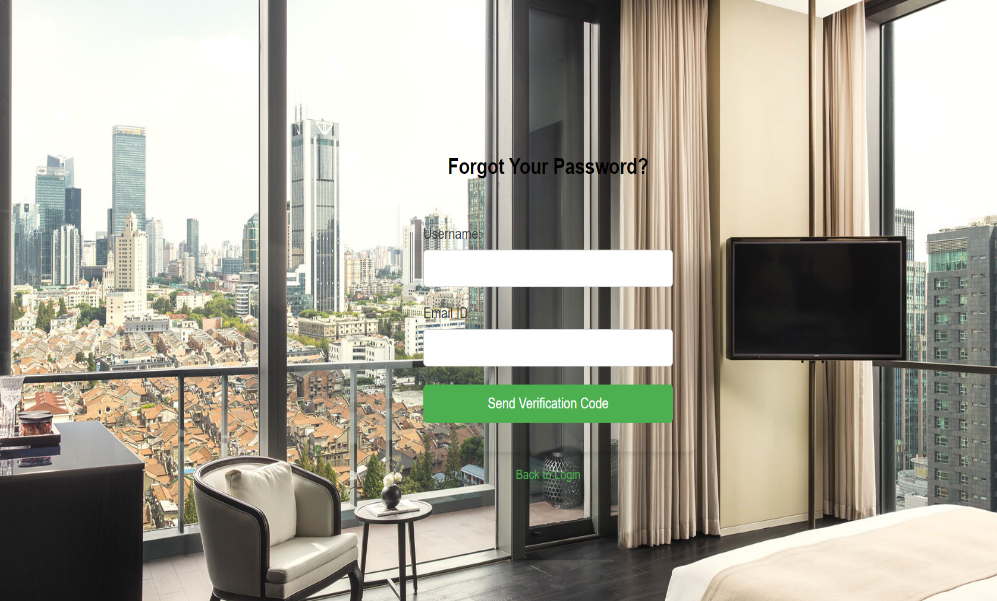 Forgot Your Password?
Username:
Email ID:
Send Verification Code
Back to Login